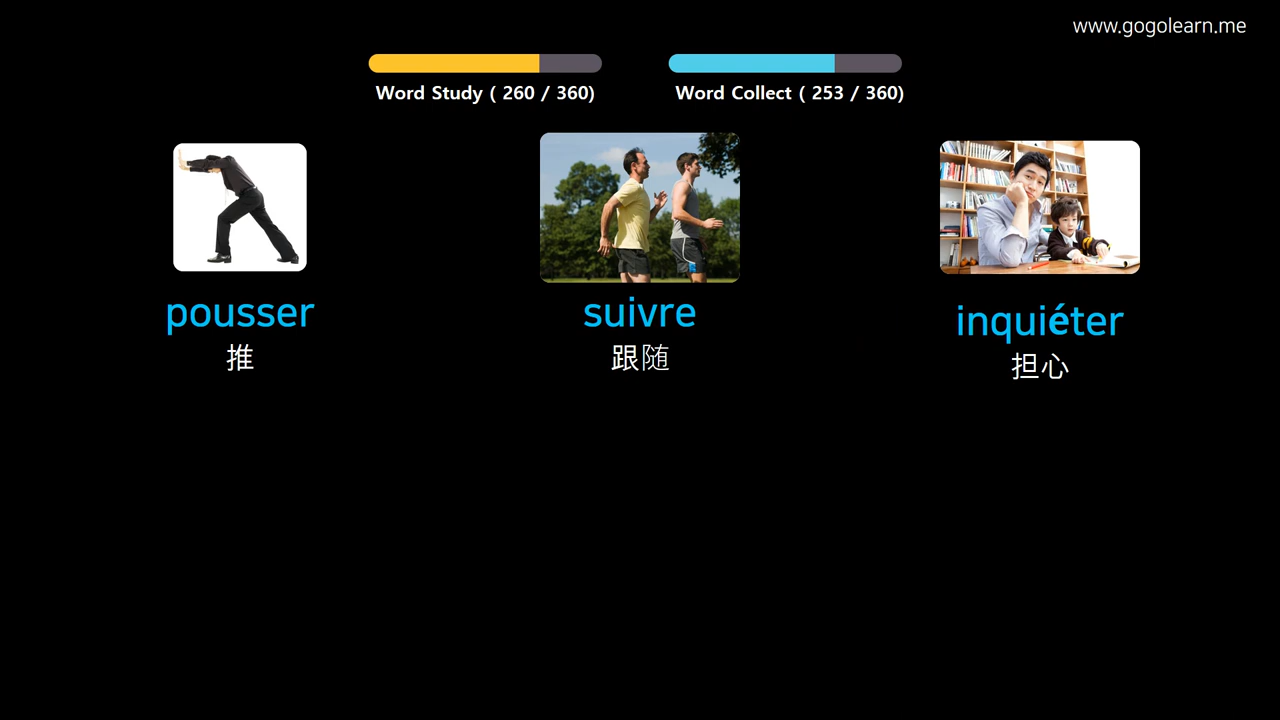 www.gogolearn.me
Word Study ( 260 / 360)
Word Collect ( 253 / 360)
pousser
推
suivre
跟随
inquiéter
担心